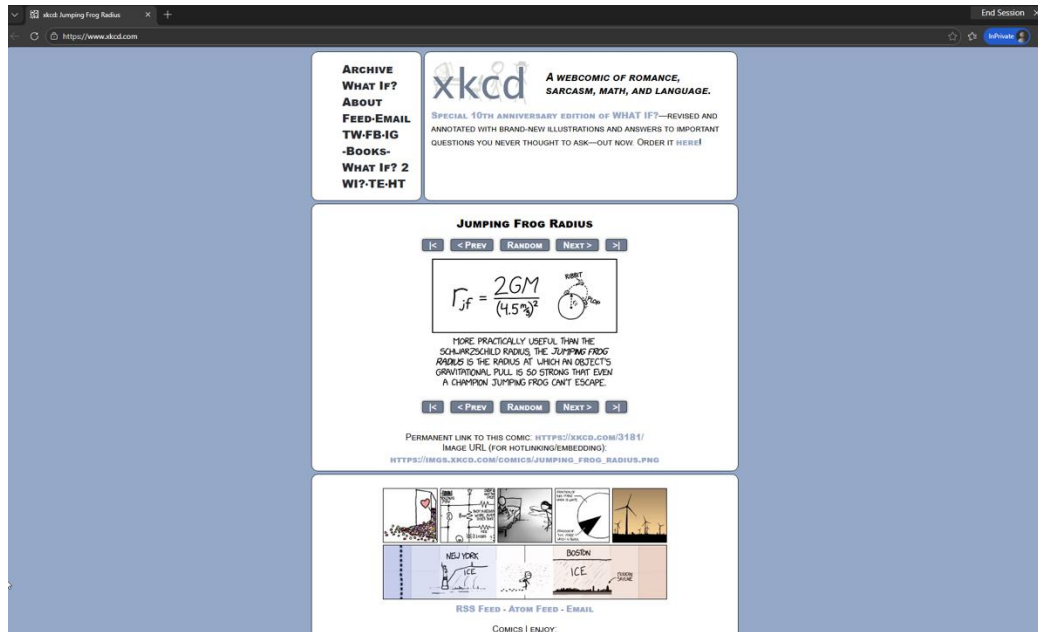 xkcd: Jumping Frog Radius
End Session
https://www.xkcd.com
InPrivate
ARCHIVE
WHAT IF?
ABOUT
FEED·EMAIL
TW·FB·IG
-BOOKS-
WHAT IF? 2
WI?·TE·HT
xkcd
A WEBCOMIC OF ROMANCE,
SARCASM, MATH, AND LANGUAGE.
SPECIAL 10TH ANNIVERSARY EDITION OF WHAT IF?—REVISED AND
ANNOTATED WITH BRAND-NEW ILLUSTRATIONS AND ANSWERS TO IMPORTANT
QUESTIONS YOU NEVER THOUGHT TO ASK—OUT NOW. ORDER IT HERE!
JUMPING FROG RADIUS
|< < PREV RANDOM NEXT > >|
r_jf = 2GM / (4.5 m/s)²
RIBBIT
PLOP
MORE PRACTICALLY USEFUL THAN THE
SCHWARZSCHILD RADIUS, THE JUMPING FROG
RADIUS IS THE RADIUS AT WHICH AN OBJECT'S
GRAVITATIONAL PULL IS SO STRONG THAT EVEN
A CHAMPION JUMPING FROG CAN'T ESCAPE.
|< < PREV RANDOM NEXT > >|
PERMANENT LINK TO THIS COMIC: HTTPS://XKCD.COM/3181/
IMAGE URL (FOR HOTLINKING/EMBEDDING):
HTTPS://IMGS.XKCD.COM/COMICS/JUMPING_FROG_RADIUS.PNG
NEW YORK
ICE
BOSTON
ICE
RSS FEED - ATOM FEED - EMAIL
COMICS I ENJOY: